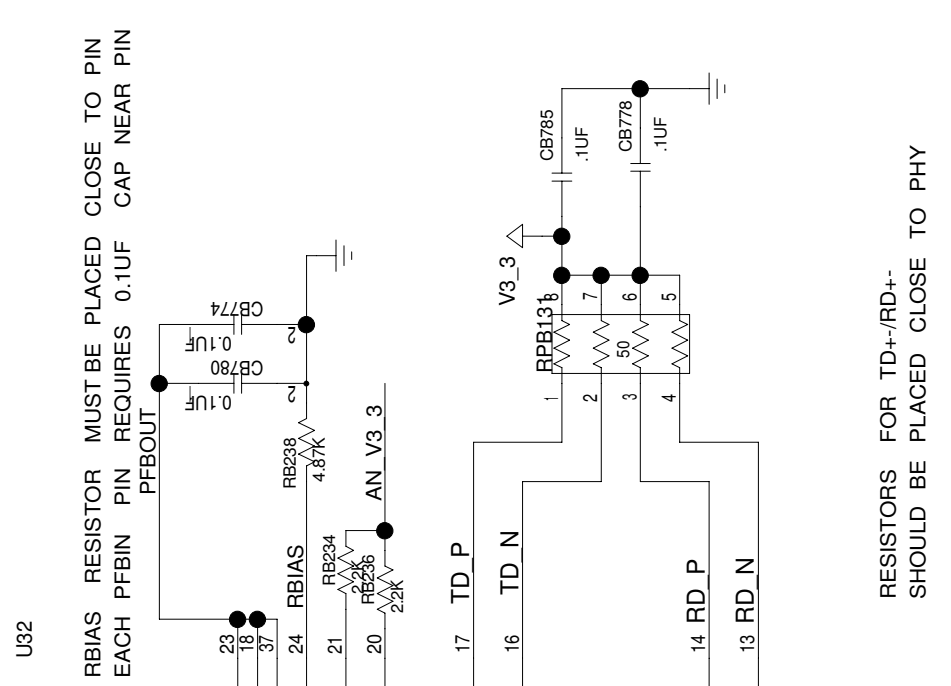 U32
RBIAS RESISTOR MUST BE PLACED CLOSE TO PIN
EACH PFBIN PIN REQUIRES 0.1UF CAP NEAR PIN
PFBOUT
CB774
0.1UF
2
CB780
0.1UF
2
RB238
4.87K
RBIAS
AN_V3_3
RB234
2.2K
RB236
2.2K
23
18
37
24
21
20
CB785
.1UF
CB778
.1UF
V3_3
RPB131
8
7
6
5
50
1
2
3
4
TD_P
TD_N
RD_P
RD_N
17
16
14
13
RESISTORS FOR TD+-/RD+-
SHOULD BE PLACED CLOSE TO PHY